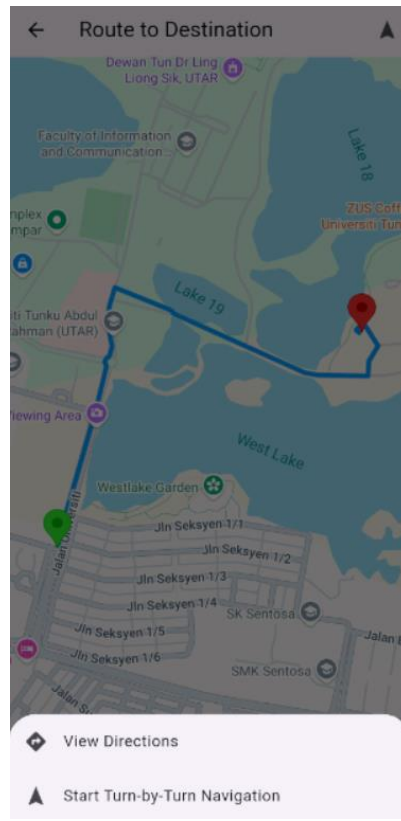 Route to Destination
Dewan Tun Dr Ling
Liong Sik, UTAR
Faculty of Information
and Communication...
Lake 18
mplex
mpar
ZUS Coff
Universiti Tun
Lake 19
iti Tunku Abdul
ahman (UTAR)
iewing Area
West Lake
Westlake Garden
Jalan Universiti
Jln Seksyen 1/1
Jln Seksyen 1/2
Jln Seksyen 1/3
Jln Seksyen 1/4
SK Sentosa
Jln Seksyen 1/5
Jalan
Jln Seksyen 1/6
SMK Sentosa
View Directions
Start Turn-by-Turn Navigation